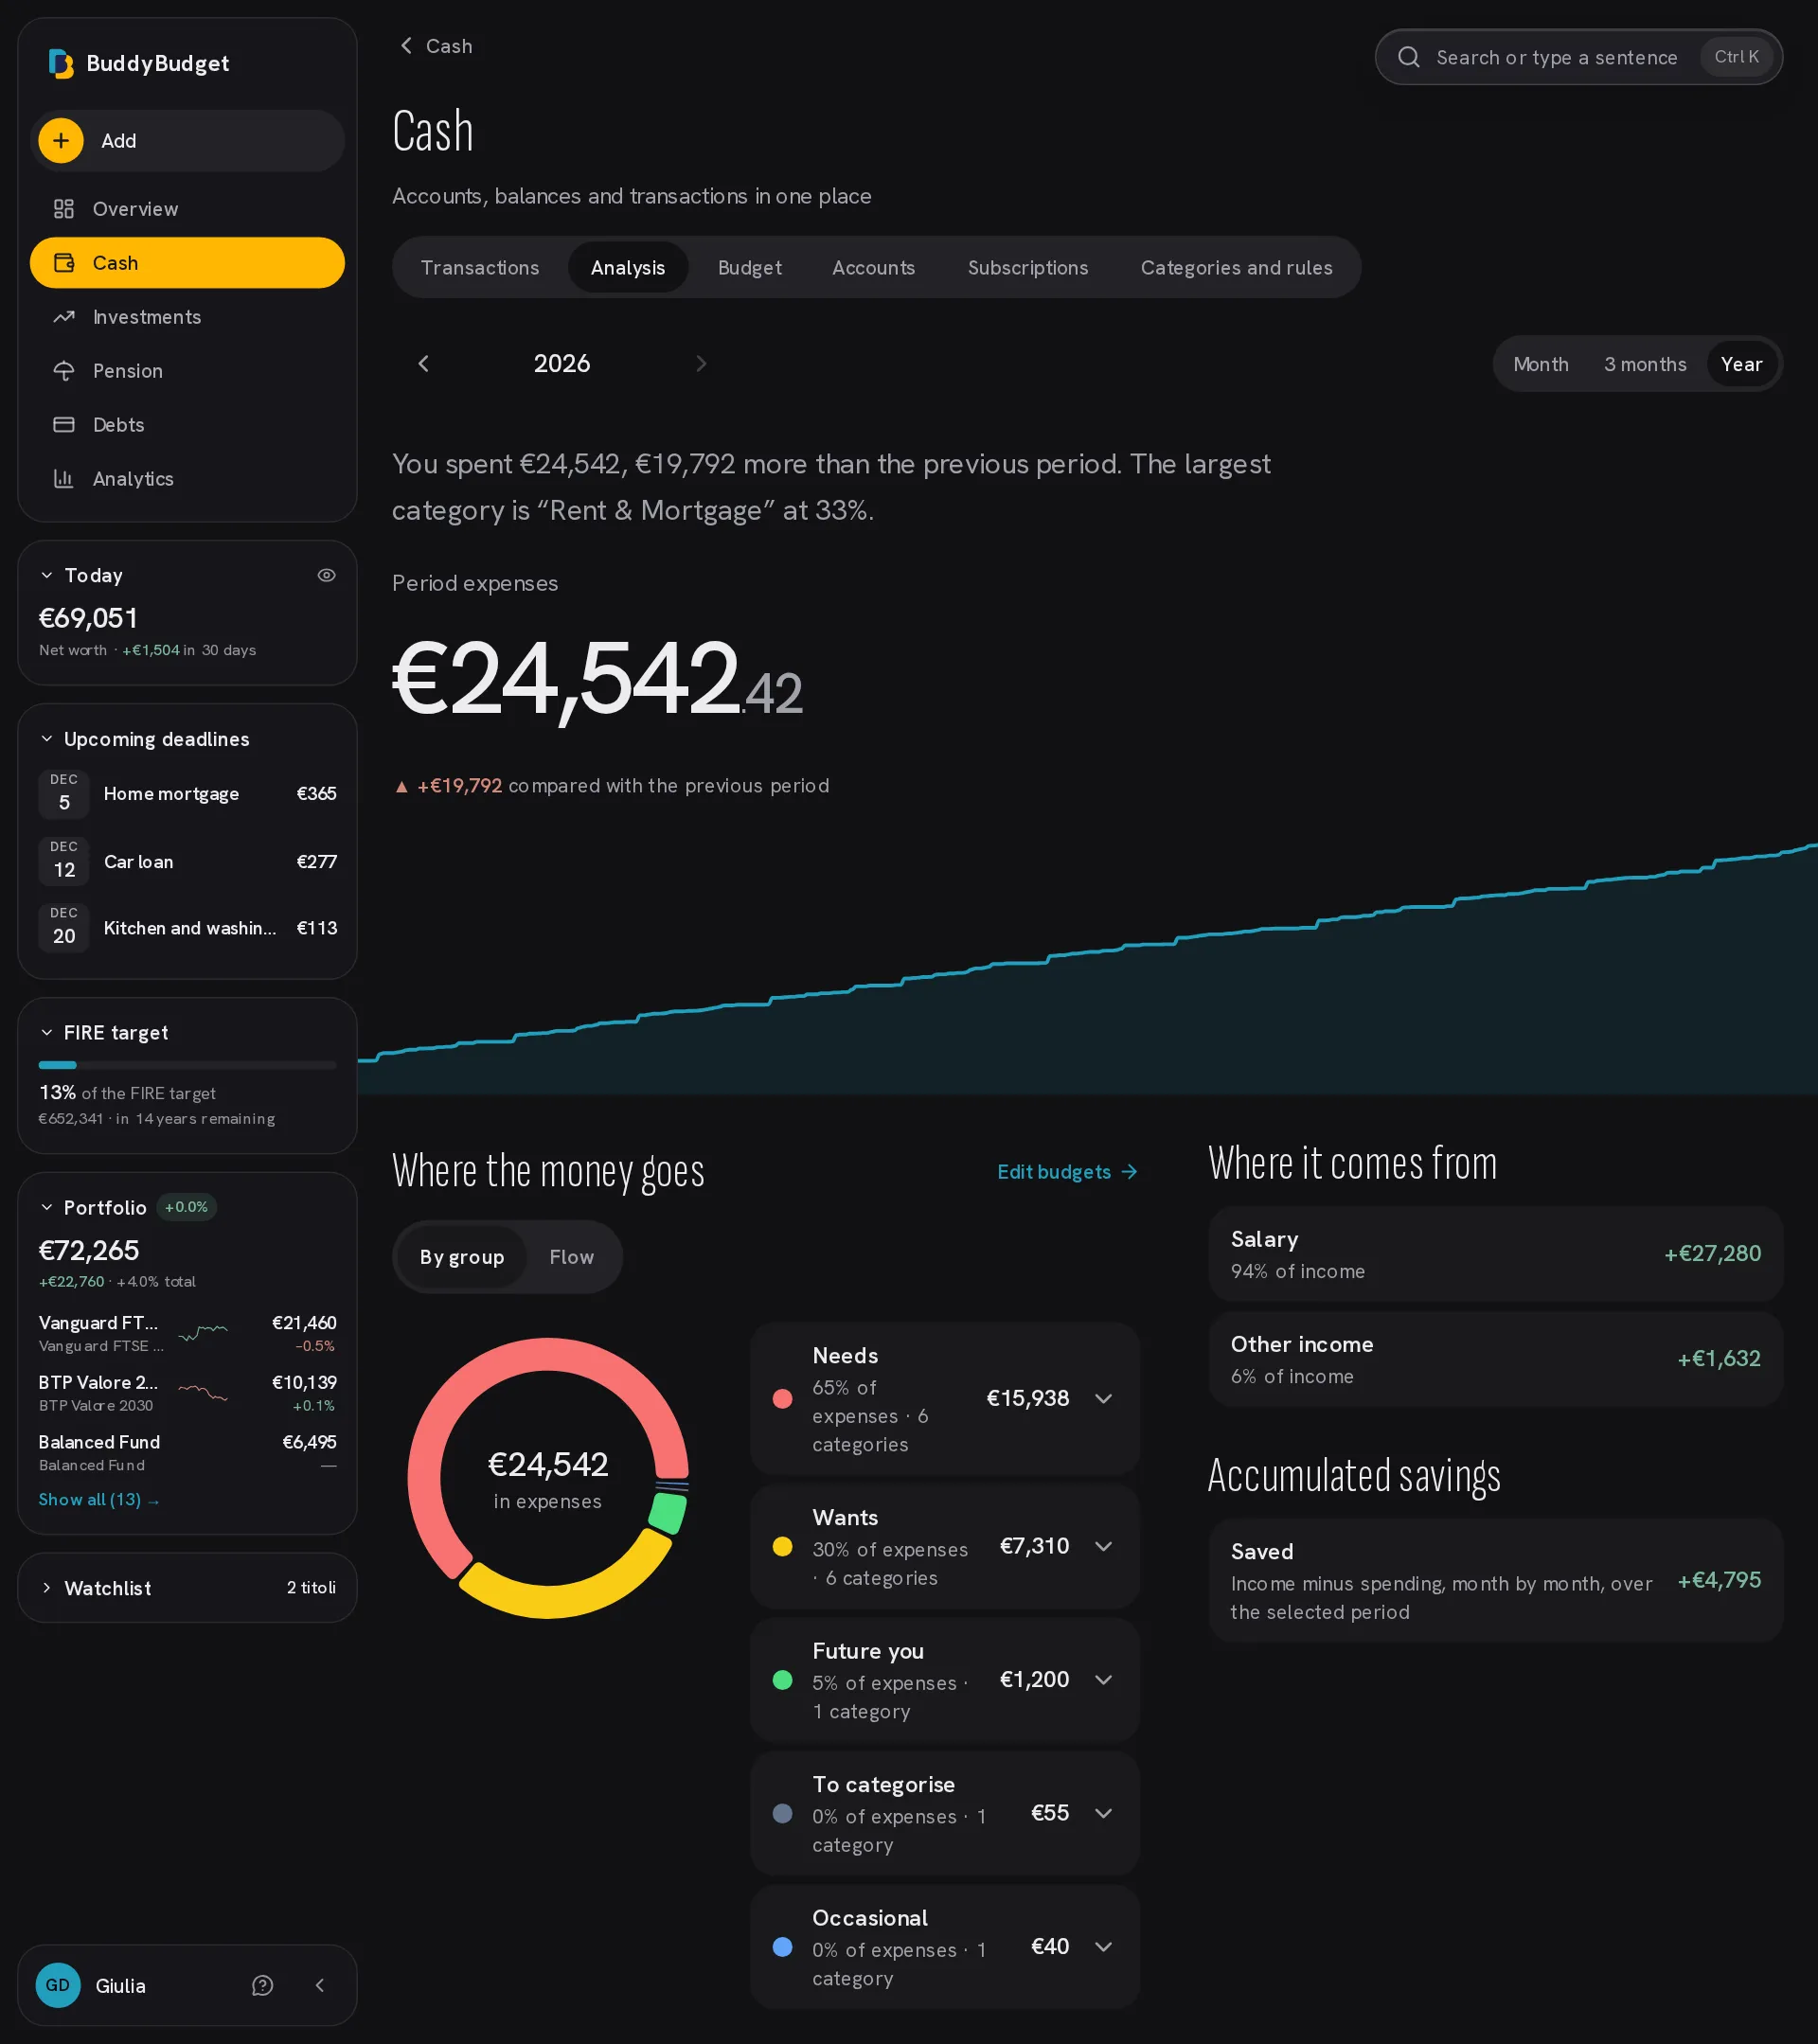 BuddyBudget
Add
Overview
Cash
Investments
Pension
Debts
Analytics
Today
€69,051
Net worth · +€1,504 in 30 days
Upcoming deadlines
DEC
5
Home mortgage
€365
DEC
12
Car loan
€277
DEC
20
Kitchen and washin...
€113
FIRE target
13% of the FIRE target
€652,341 · in 14 years remaining
Portfolio
+0.0%
€72,265
+€22,760 · +4.0% total
Vanguard FT...
€21,460
Vanguard FTSE ...
-0.5%
BTP Valore 2...
€10,139
BTP Valore 2030
+0.1%
Balanced Fund
€6,495
Balanced Fund
—
Show all (13) →
Watchlist
2 titoli
GD
Giulia
Cash
Search or type a sentence
Ctrl K
Cash
Accounts, balances and transactions in one place
Transactions
Analysis
Budget
Accounts
Subscriptions
Categories and rules
2026
Month
3 months
Year
You spent €24,542, €19,792 more than the previous period. The largest
category is “Rent & Mortgage” at 33%.
Period expenses
€24,542.42
▲ +€19,792 compared with the previous period
Where the money goes
Edit budgets →
By group
Flow
€24,542
in expenses
Needs
65% of
expenses · 6
categories
€15,938
Wants
30% of expenses
· 6 categories
€7,310
Future you
5% of expenses ·
1 category
€1,200
To categorise
0% of expenses · 1
category
€55
Occasional
0% of expenses · 1
category
€40
Where it comes from
Salary
94% of income
+€27,280
Other income
6% of income
+€1,632
Accumulated savings
Saved
Income minus spending, month by month, over
the selected period
+€4,795